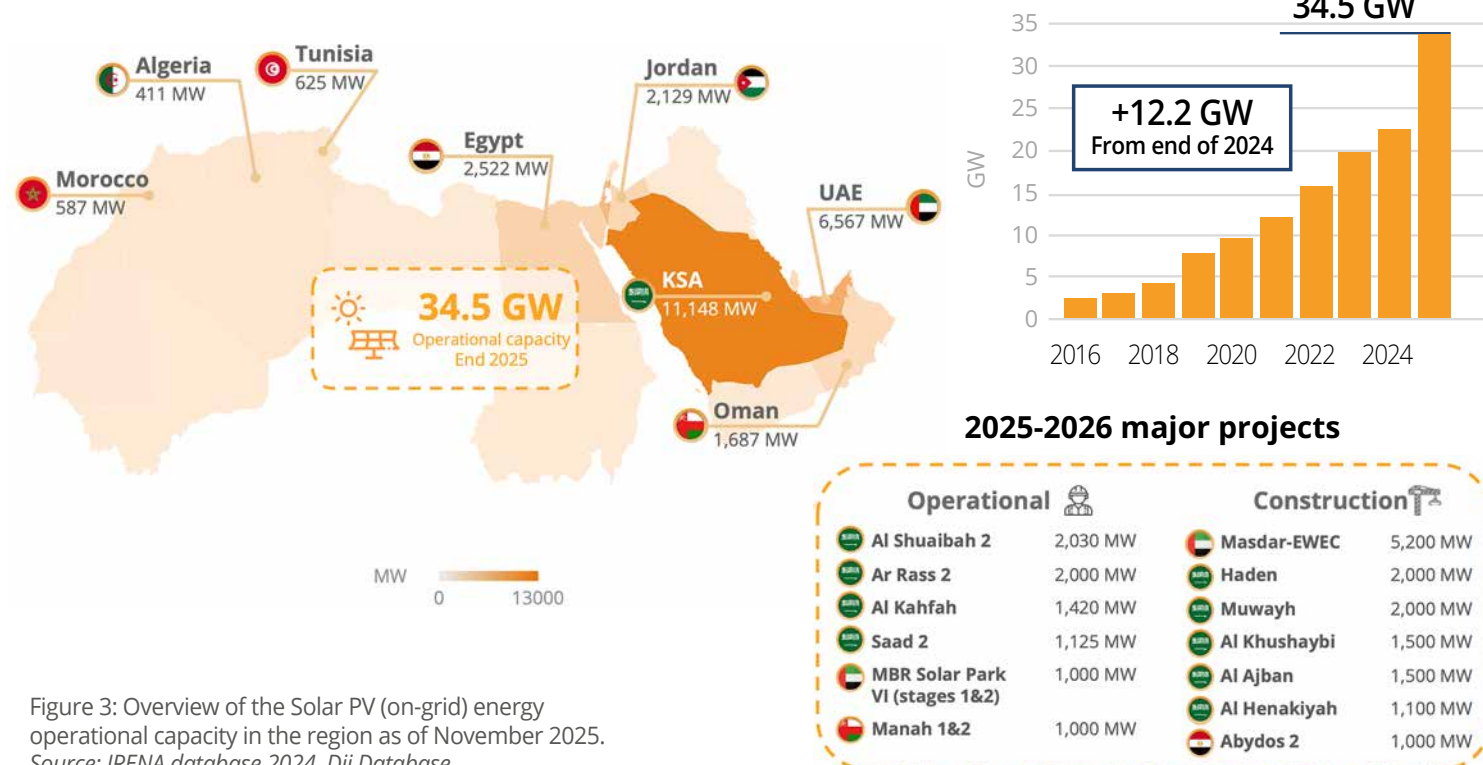 Algeria
411 MW
Tunisia
625 MW
Jordan
2,129 MW
Egypt
2,522 MW
Morocco
587 MW
UAE
6,567 MW
KSA
11,148 MW
34.5 GW
Operational capacity
End 2025
Oman
1,687 MW
MW
0
13000
Figure 3: Overview of the Solar PV (on-grid) energy
operational capacity in the region as of November 2025.
Source: IRENA database 2024, Dii Database
34.5 GW
+12.2 GW
From end of 2024
GW
35
30
25
20
15
10
5
0
2016 2018 2020 2022 2024
2025-2026 major projects
Operational
Al Shuaibah 2 2,030 MW
Ar Rass 2 2,000 MW
Al Kahfah 1,420 MW
Saad 2 1,125 MW
MBR Solar Park 1,000 MW
VI (stages 1&2)
Manah 1&2 1,000 MW
Construction
Masdar-EWEC 5,200 MW
Haden 2,000 MW
Muwayh 2,000 MW
Al Khushaybi 1,500 MW
Al Ajban 1,500 MW
Al Henakiyah 1,100 MW
Abydos 2 1,000 MW